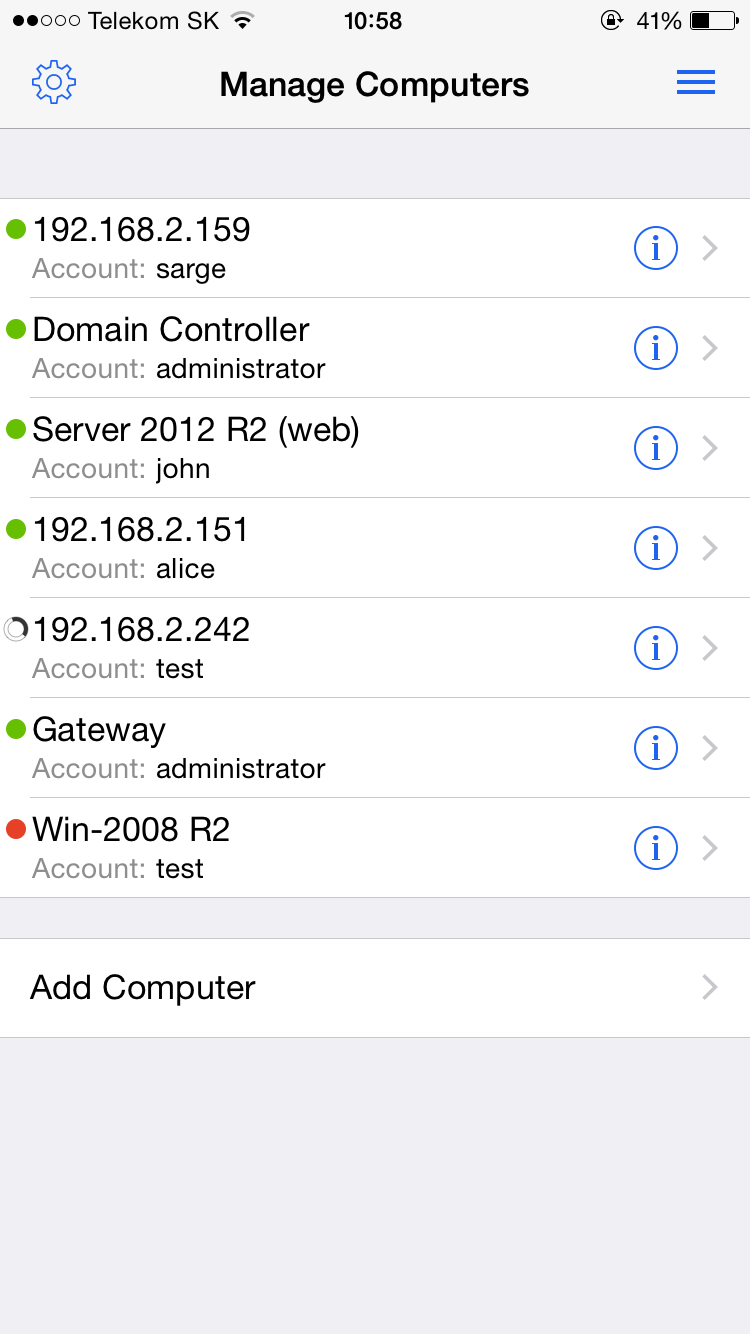 Telekom SK 10:58 41%
Manage Computers
192.168.2.159
Account: sarge
Domain Controller
Account: administrator
Server 2012 R2 (web)
Account: john
192.168.2.151
Account: alice
192.168.2.242
Account: test
Gateway
Account: administrator
Win-2008 R2
Account: test
Add Computer